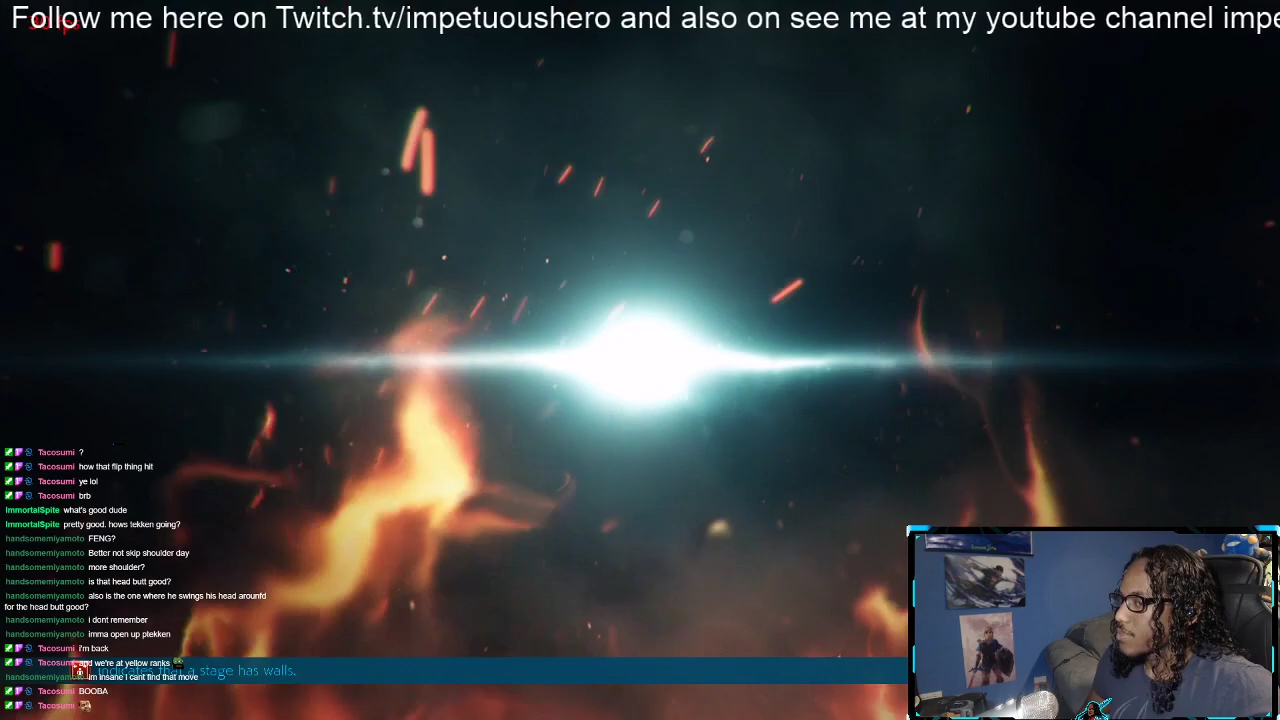 Follow me here on Twitch.tv/impetuoushero and also on see me at my youtube channel impe
Tacosumi ?
Tacosumi how that flip thing hit
Tacosumi ye lol
Tacosumi brb
ImmortalSpite what's good dude
ImmortalSpite pretty good. hows tekken going?
handsomemiyamoto FENG?
handsomemiyamoto Better not skip shoulder day
handsomemiyamoto more shoulder?
handsomemiyamoto is that head butt good?
handsomemiyamoto also is the one where he swings his head arounfd
for the head butt good?
handsomemiyamoto i dont remember
handsomemiyamoto imma open up ptekken
Tacosumi i'm back
Tacosumi and we're at yellow ranks
indicates that a stage has walls.
handsomemiyamoto im insane I cant find that move
Tacosumi BOOBA
Tacosumi